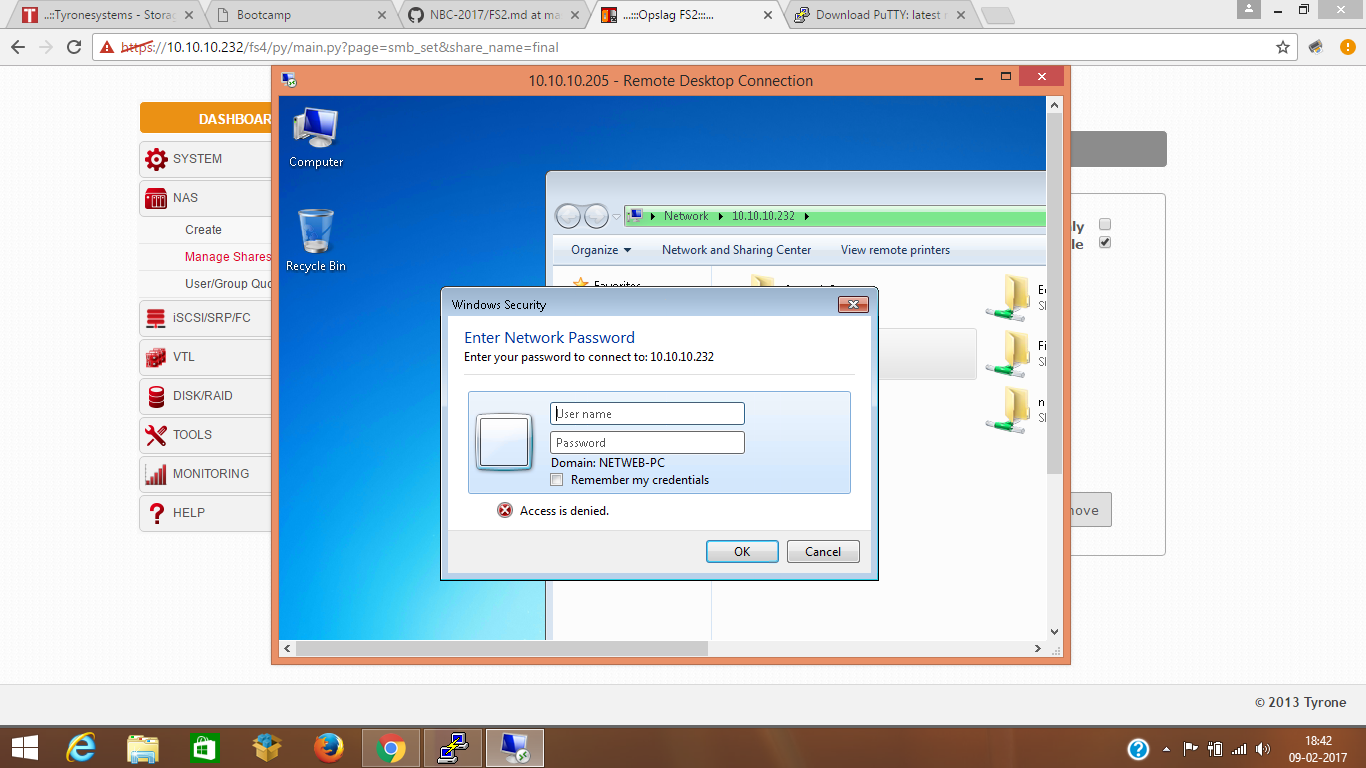 ..::Tyronesystems - Storag
Bootcamp
NBC-2017/FS2.md at ma
...:::Opslag FS2:::...
Download PuTTY: latest r
https://10.10.10.232/fs4/py/main.py?page=smb_set&share_name=final
10.10.10.205 - Remote Desktop Connection
DASHBOAR
SYSTEM
NAS
Create
Manage Shares
User/Group Quo
iSCSI/SRP/FC
VTL
DISK/RAID
TOOLS
MONITORING
HELP
Computer
Recycle Bin
Network 10.10.10.232
Organize Network and Sharing Center View remote printers
Favorites
Windows Security
Enter Network Password
Enter your password to connect to: 10.10.10.232
User name
Password
Domain: NETWEB-PC
Remember my credentials
Access is denied.
OK Cancel
Fi
n
ly
le
move
© 2013 Tyrone
18:42
09-02-2017